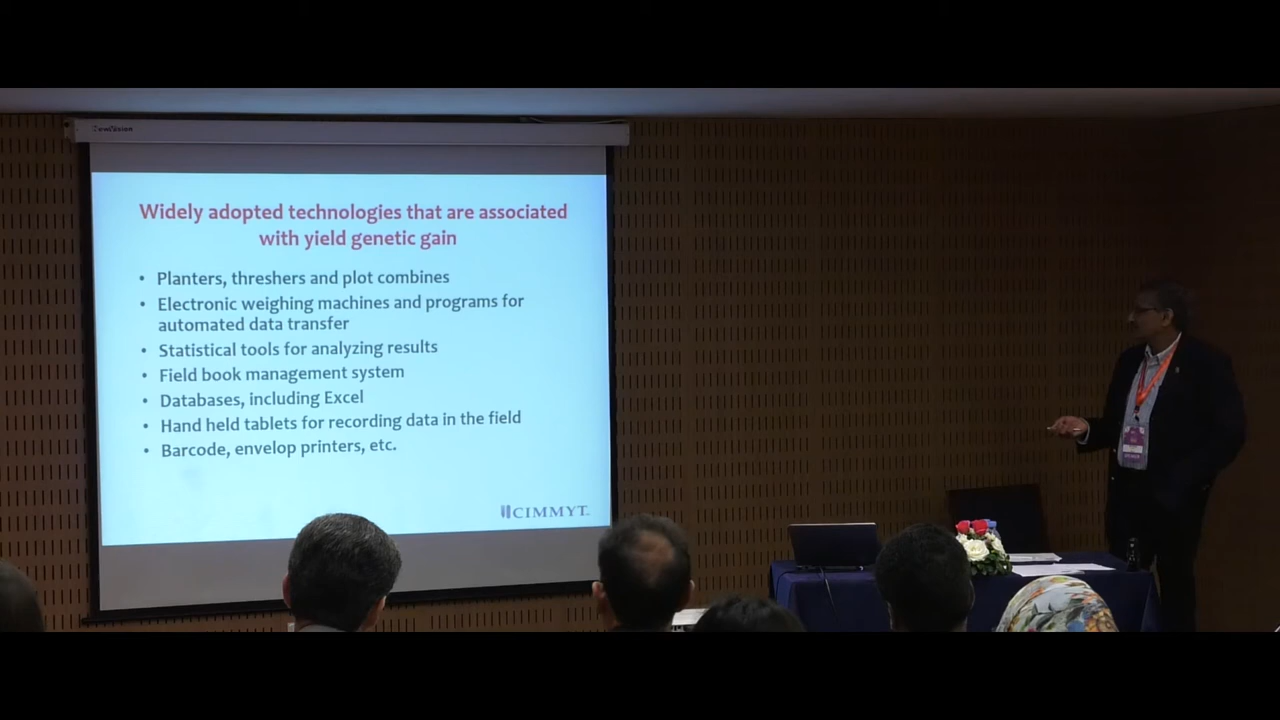 Widely adopted technologies that are associated
with yield genetic gain
• Planters, threshers and plot combines
• Electronic weighing machines and programs for
automated data transfer
• Statistical tools for analyzing results
• Field book management system
• Databases, including Excel
• Hand held tablets for recording data in the field
• Barcode, envelop printers, etc.
CIMMYT